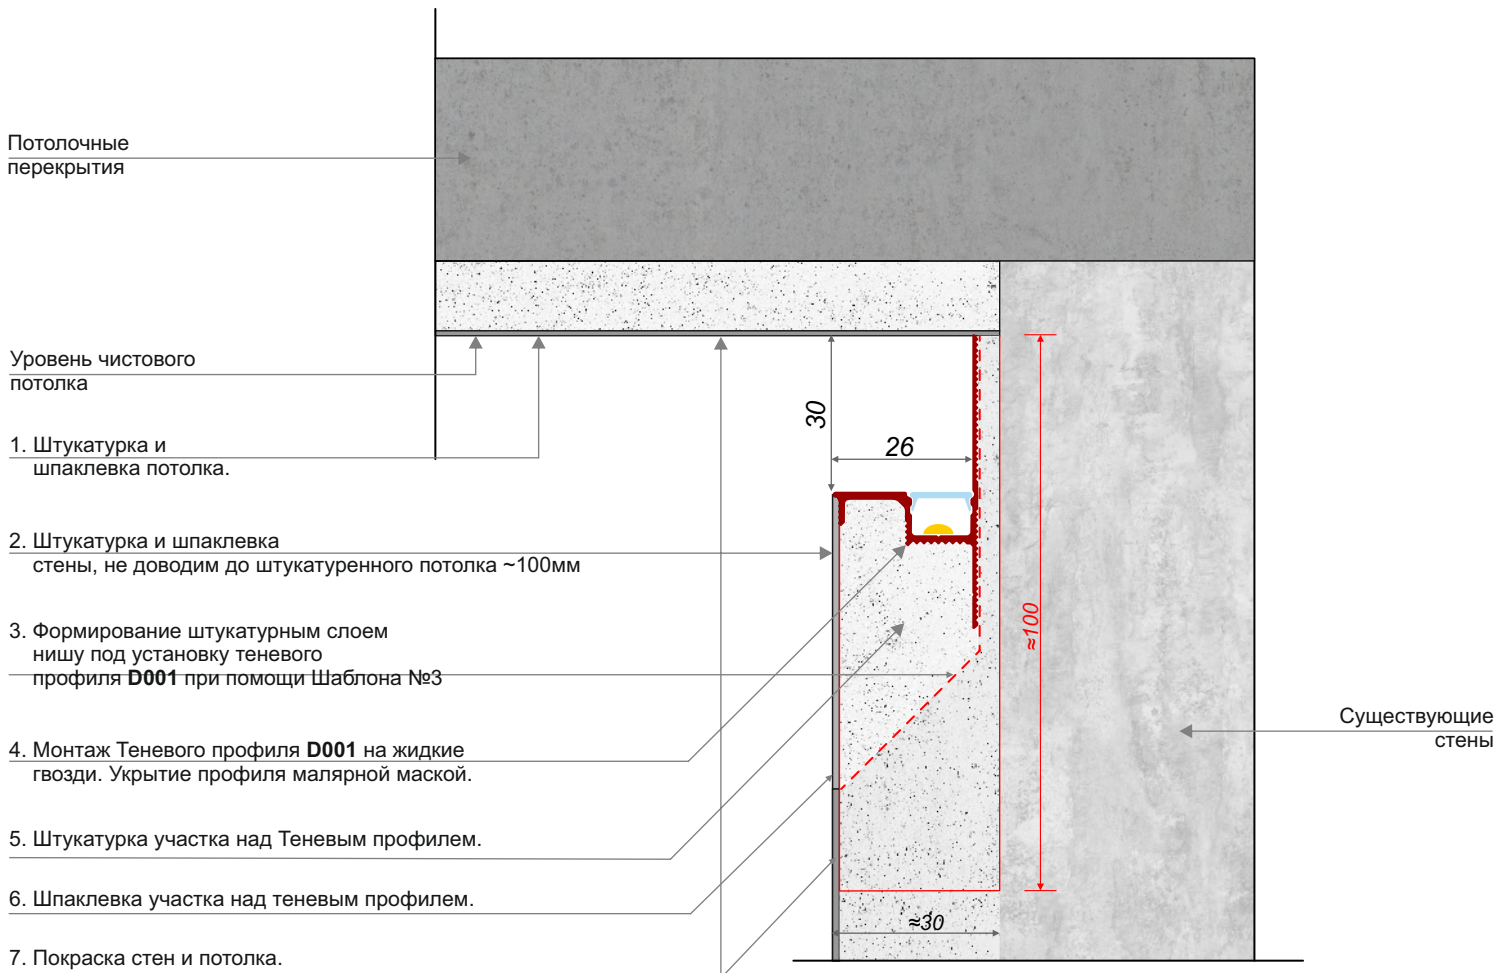 Потолочные
перекрытия
Уровень чистового
потолка
1. Штукатурка и
шпаклевка потолка.
2. Штукатурка и шпаклевка
стены, не доводим до штукатуренного потолка ~100мм
3. Формирование штукатурным слоем
нишу под установку теневого
профиля D001 при помощи Шаблона №3
4. Монтаж Теневого профиля D001 на жидкие
гвозди. Укрытие профиля малярной маской.
5. Штукатурка участка над Теневым профилем.
6. Шпаклевка участка над теневым профилем.
7. Покраска стен и потолка.
30
26
≈100
≈30
Существующие
стены